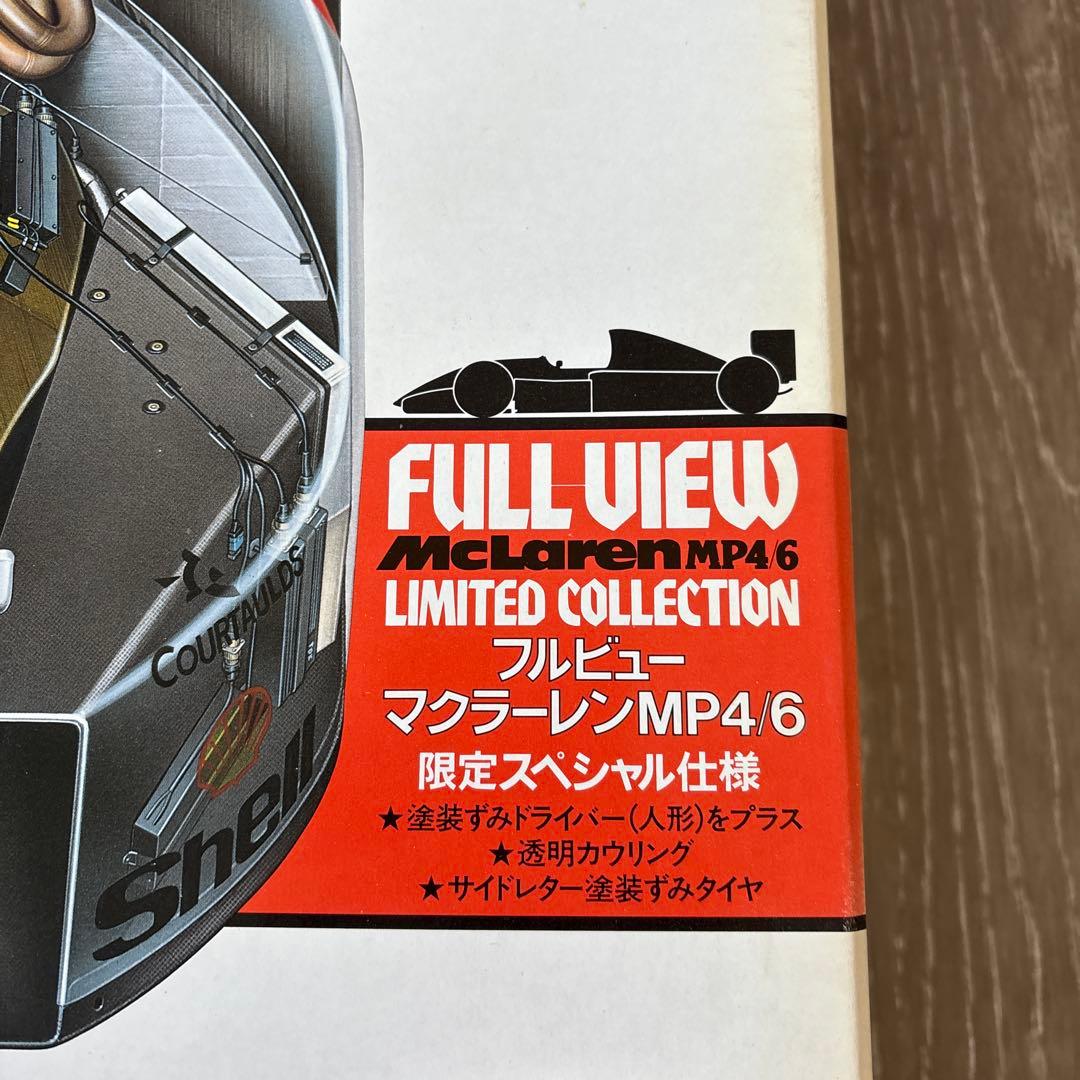 FULL VIEW
McLaren MP4/6
LIMITED COLLECTION
フルビュー
マクラーレンMP4/6
限定スペシャル仕様
★塗装ずみドライバー(人形)をプラス
★透明カウリング
★サイドレター塗装ずみタイヤ
COURTAULDS
Shell